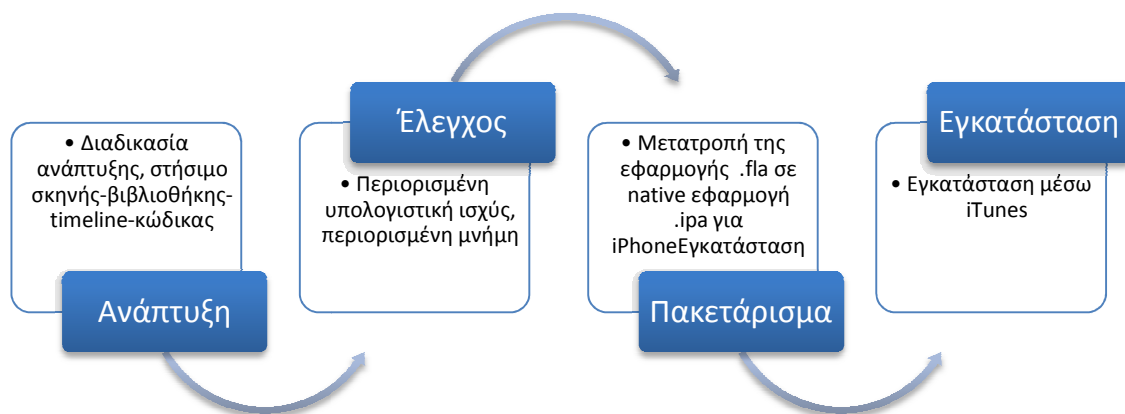 • Διαδικασία
ανάπτυξης, στήσιμο
σκηνής-βιβλιοθήκης-
timeline-κώδικας
Ανάπτυξη
Έλεγχος
• Περιορισμένη
υπολογιστική ισχύς,
περιορισμένη μνήμη
• Μετατροπή της
εφαρμογής .fla σε
native εφαρμογή
.ipa για
iPhoneΕγκατάσταση
Πακετάρισμα
Εγκατάσταση
• Εγκατάσταση μέσω
iTunes